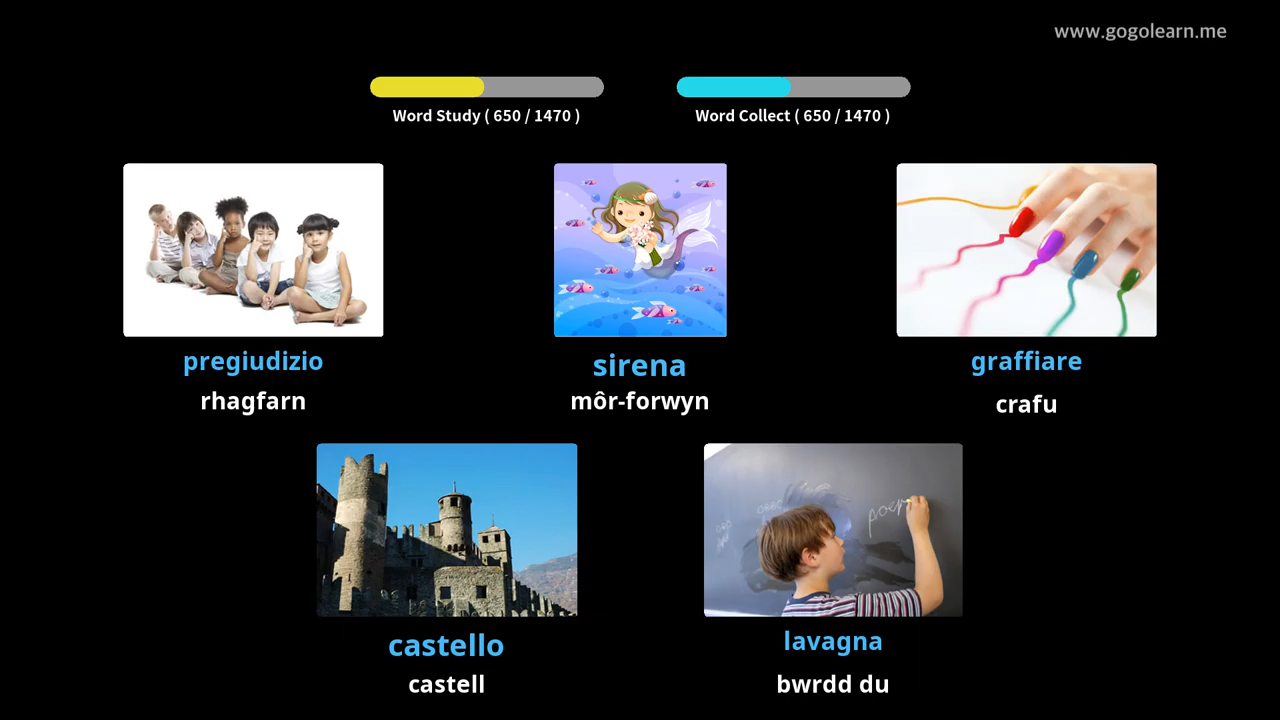 www.gogolearn.me
Word Study ( 650 / 1470 )
Word Collect ( 650 / 1470 )
pregiudizio
rhagfarn
sirena
môr-forwyn
graffiare
crafu
castello
castell
poer
lavagna
bwrdd du